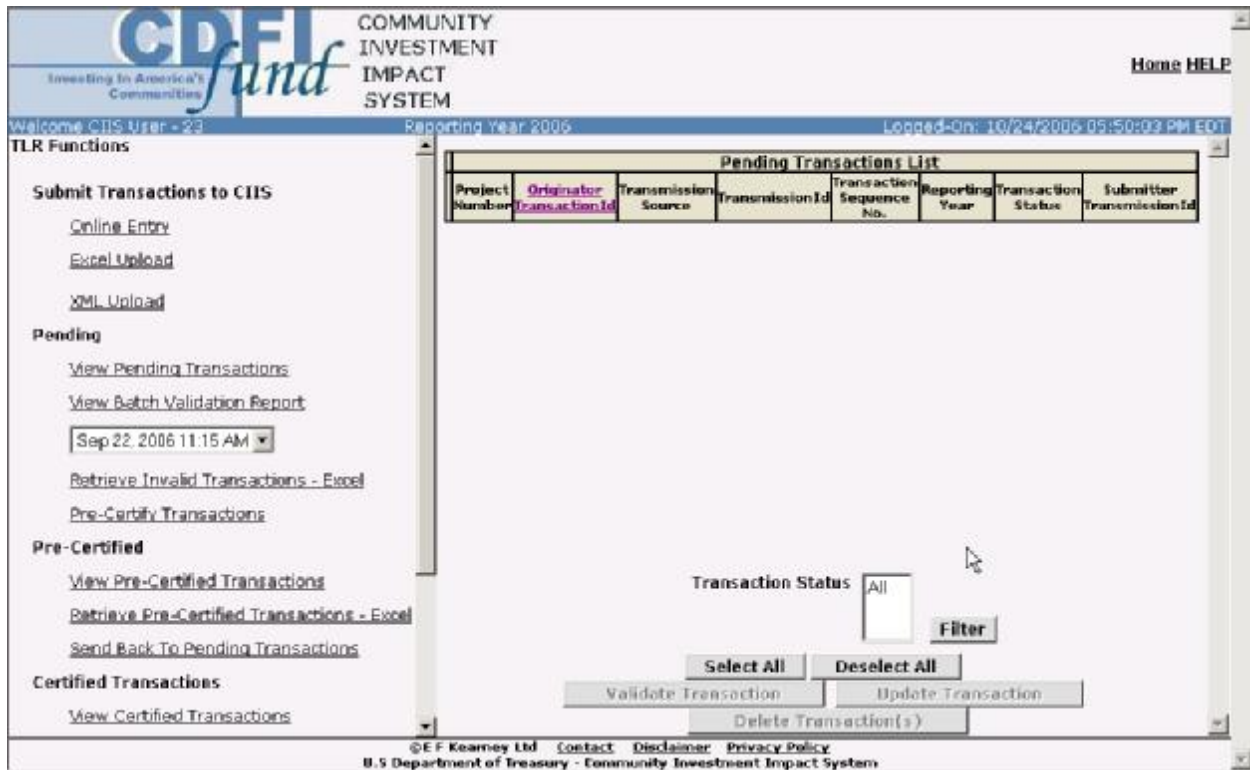 CDFI
fund
Investing In America's
Communities
COMMUNITY
INVESTMENT
IMPACT
SYSTEM
Home HELP
Welcome CIIS User - 23 Reporting Year 2006 Logged-On: 10/24/2006 05:50:03 PM EDT
TLR Functions
Submit Transactions to CIIS
Online Entry
Excel Upload
XML Upload
Pending
View Pending Transactions
View Batch Validation Report
Sep 22, 2006 11:15 AM
Retrieve Invalid Transactions - Excel
Pre-Certify Transactions
Pre-Certified
View Pre-Certified Transactions
Retrieve Pre-Certified Transactions - Excel
Send Back To Pending Transactions
Certified Transactions
View Certified Transactions
Pending Transactions List
Project Number
Originator TransactionId
Transmission Source
TransmissionId
Transaction Sequence No.
Reporting Year
Transaction Status
Submitter TransmissionId
Transaction Status
All
Filter
Select All Deselect All
Validate Transaction Update Transaction
Delete Transaction(s)
©E F Kearney Ltd Contact Disclaimer Privacy Policy
U.S Department of Treasury - Community Investment Impact System